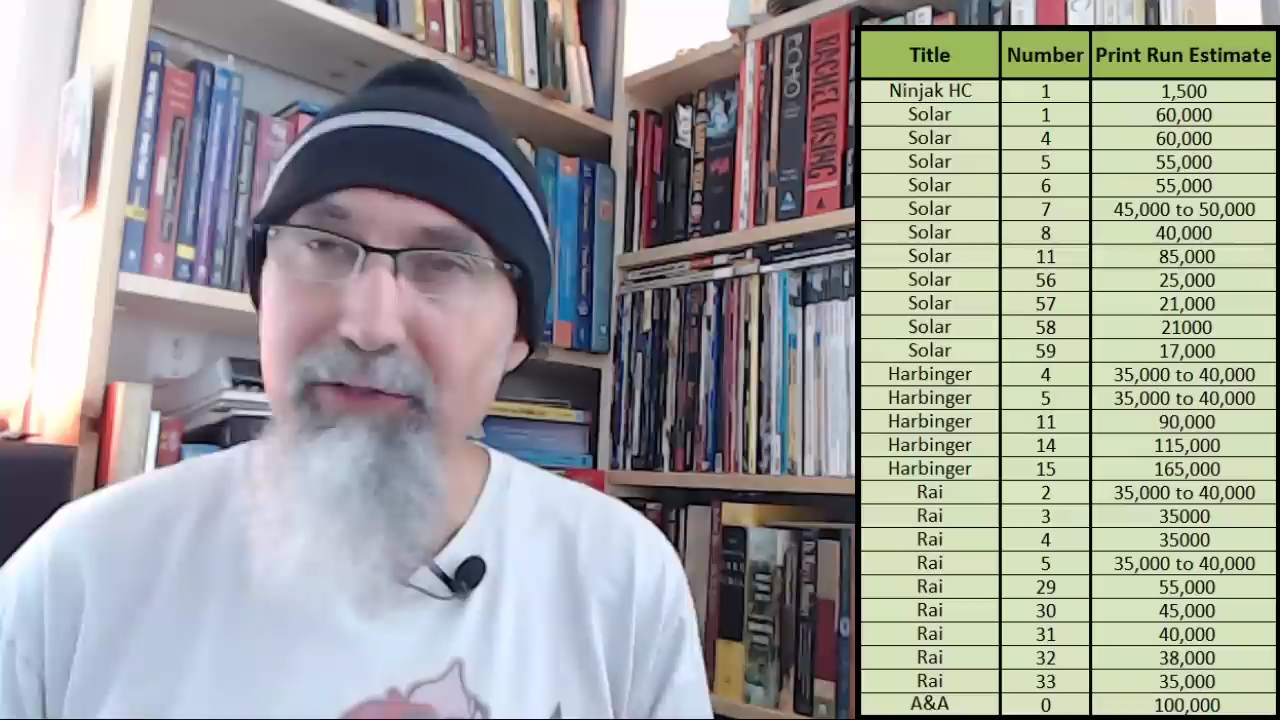 ECHO
RACHEL RISING
Title Number Print Run Estimate
Ninjak HC 1 1,500
Solar 1 60,000
Solar 4 60,000
Solar 5 55,000
Solar 6 55,000
Solar 7 45,000 to 50,000
Solar 8 40,000
Solar 11 85,000
Solar 56 25,000
Solar 57 21,000
Solar 58 21000
Solar 59 17,000
Harbinger 4 35,000 to 40,000
Harbinger 5 35,000 to 40,000
Harbinger 11 90,000
Harbinger 14 115,000
Harbinger 15 165,000
Rai 2 35,000 to 40,000
Rai 3 35000
Rai 4 35000
Rai 5 35,000 to 40,000
Rai 29 55,000
Rai 30 45,000
Rai 31 40,000
Rai 32 38,000
Rai 33 35,000
A&A 0 100,000